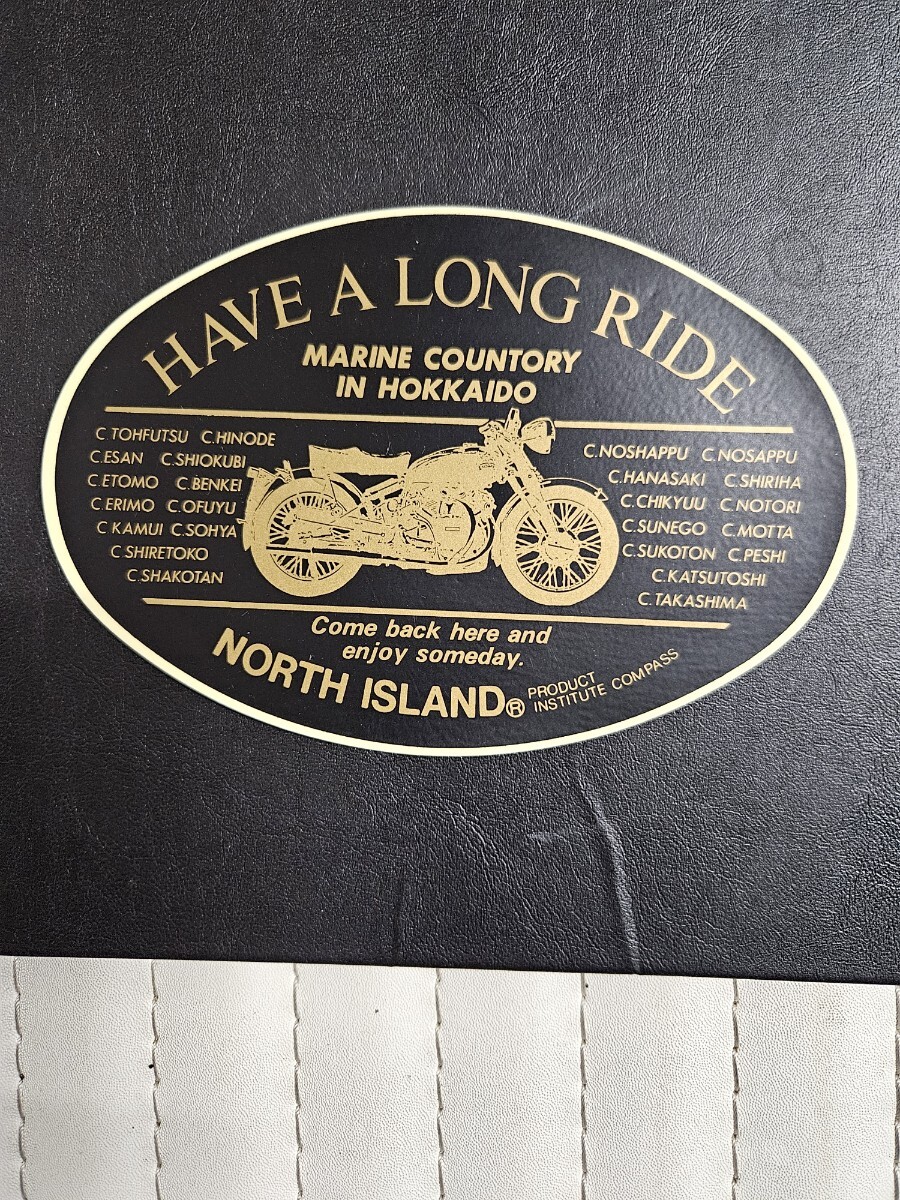 HAVE A LONG RIDE
MARINE COUNTORY
IN HOKKAIDO
C.TOHFUTSU C.HINODE
C.ESAN C.SHIOKUBI
C.ETOMO C.BENKEI
C.ERIMO C.OFUYU
C.KAMUI C.SOHYA
C.SHIRETOKO
C.SHAKOTAN
C.NOSHAPPU C.NOSAPPU
C.HANASAKI C.SHIRIHA
C.CHIKYUU C.NOTORI
C.SUNEGO C.MOTTA
C.SUKOTON C.PESHI
C.KATSUTOSHI
C.TAKASHIMA
Come back here and
enjoy someday.
NORTH ISLAND®
PRODUCT
INSTITUTE COMPASS